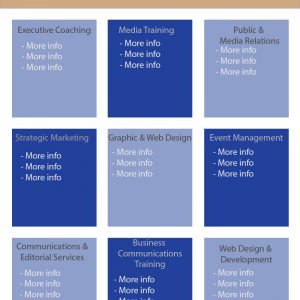 Executive Coaching
- More info
- More info
- More info
Media Training
- More info
- More info
- More info
Public &
Media Relations
- More info
- More info
- More info
Strategic Marketing
- More info
- More info
- More info
Graphic & Web Design
- More info
- More info
- More info
Event Management
- More info
- More info
- More info
Communications &
Editorial Services
- More info
- More info
- More info
Business
Communications
Training
- More info
- More info
- More info
Web Design &
Development
- More info
- More info
- More info